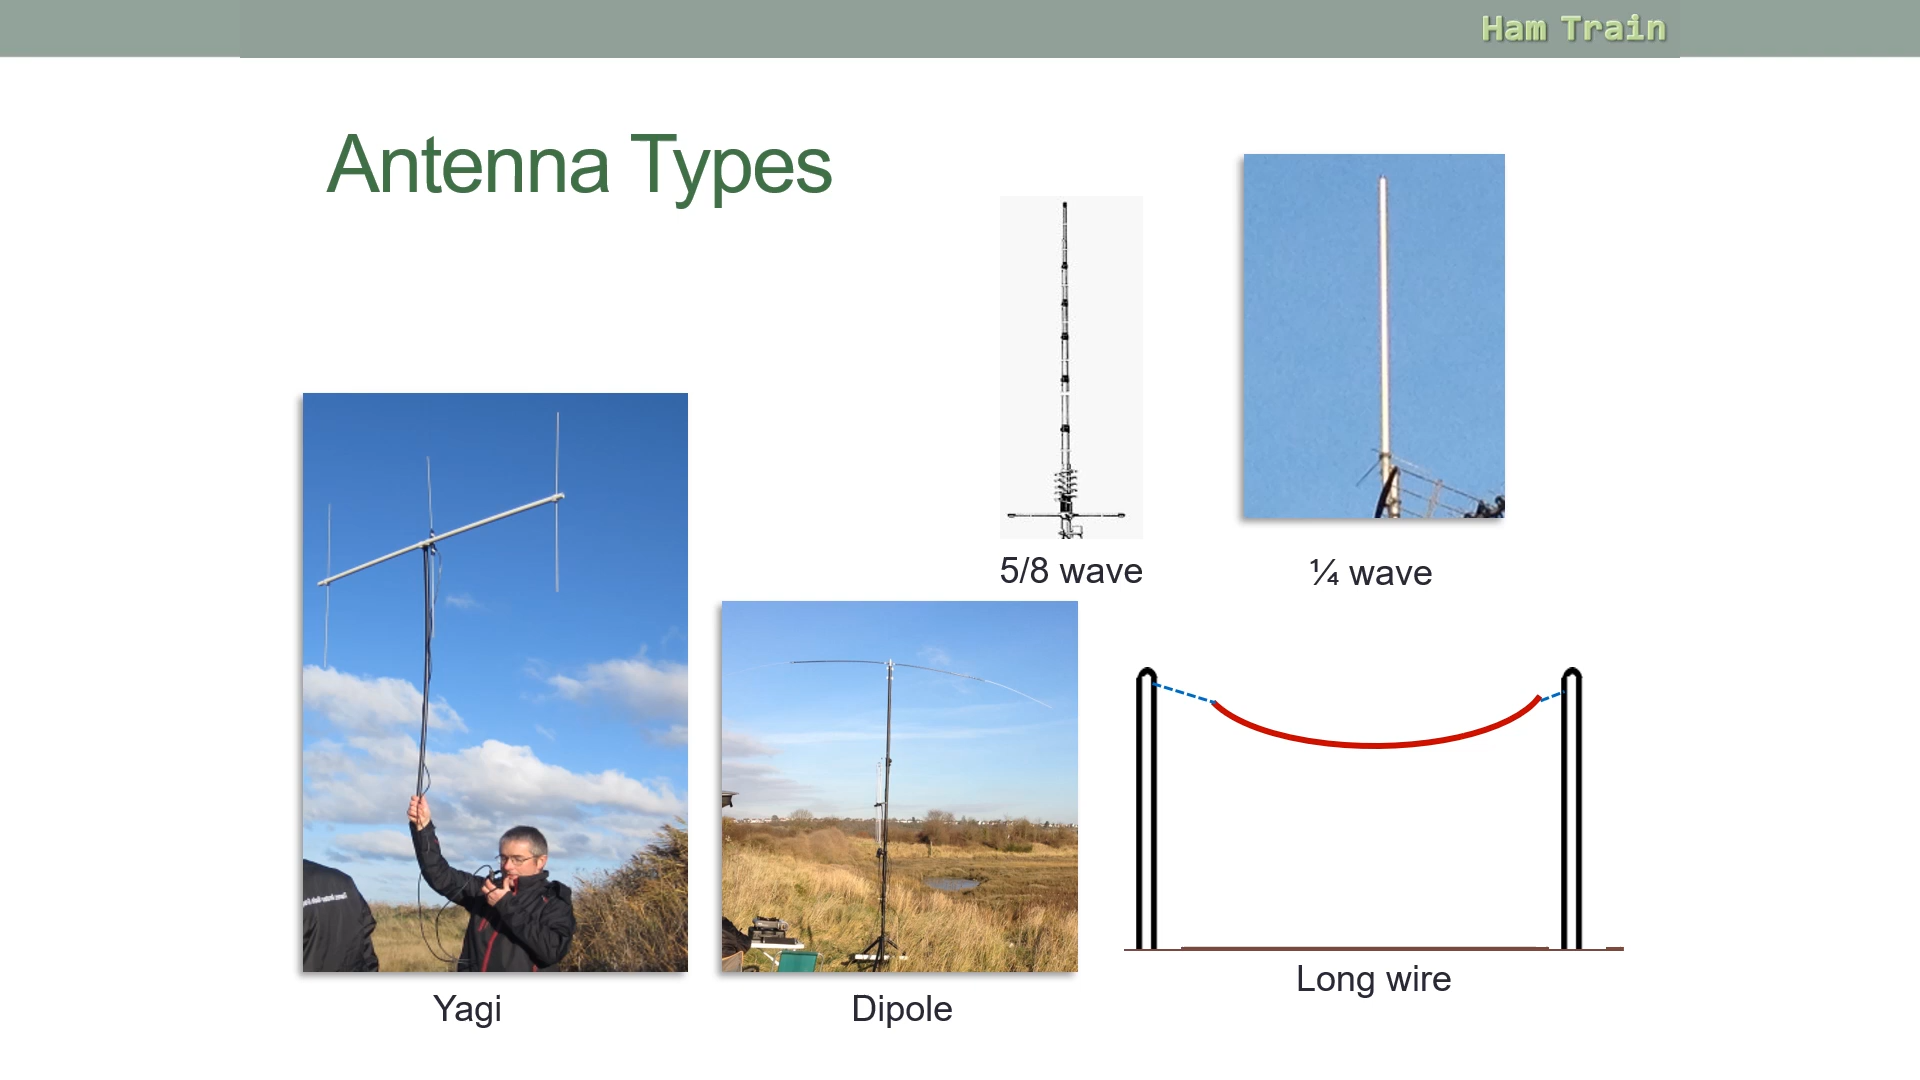 Ham Train
Antenna Types
5/8 wave
¼ wave
Yagi
Dipole
Long wire